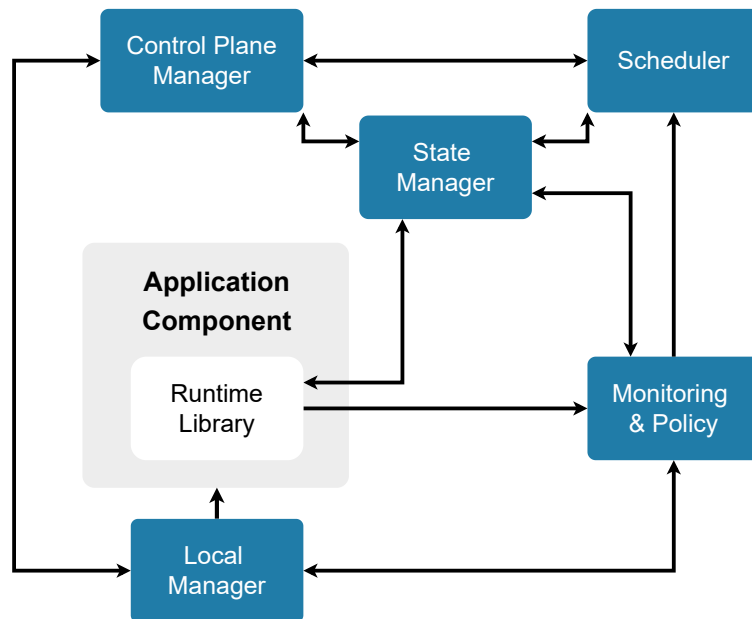 Control Plane
Manager
Scheduler
State
Manager
Application
Component
Runtime
Library
Monitoring
& Policy
Local
Manager